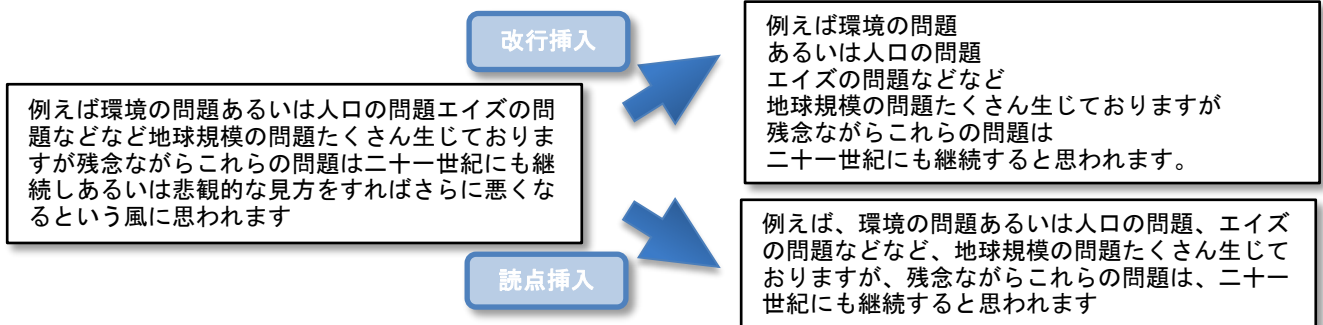 改行挿入
例えば環境の問題
あるいは人口の問題
エイズの問題などなど
地球規模の問題たくさん生じておりますが
残念ながらこれらの問題は
二十一世紀にも継続すると思われます。
例えば環境の問題あるいは人口の問題エイズの問
題などなど地球規模の問題たくさん生じておりま
すが残念ながらこれらの問題は二十一世紀にも継
続しあるいは悲観的な見方をすればさらに悪くな
るという風に思われます
読点挿入
例えば、環境の問題あるいは人口の問題、エイズ
の問題などなど、地球規模の問題たくさん生じて
おりますが、残念ながらこれらの問題は、二十一
世紀にも継続すると思われます